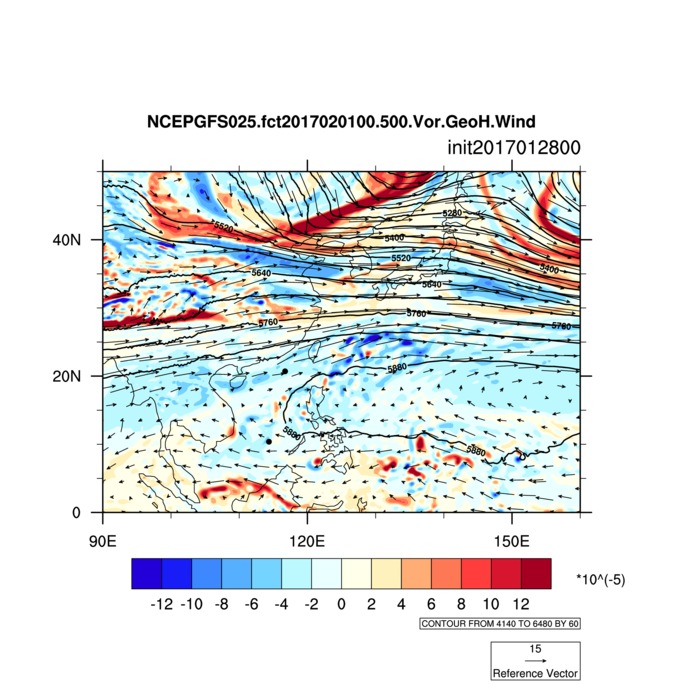 NCEPGFS025.fct2017020100.500.Vor.GeoH.Wind
init2017012800
5280
5520
5400
40N
5520
5400
5640
5640
5760
5760
5760
20N
5880
5880
5880
0
90E 120E 150E
-12 -10 -8 -6 -4 -2 0 2 4 6 8 10 12
*10^(-5)
CONTOUR FROM 4140 TO 6480 BY 60
15
Reference Vector